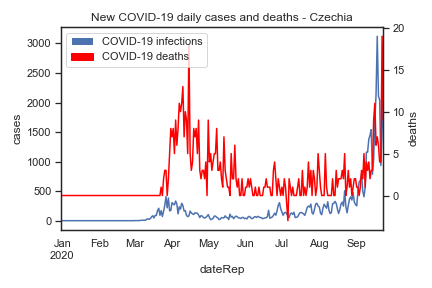 New COVID-19 daily cases and deaths - Czechia
COVID-19 infections
COVID-19 deaths
3000
2500
2000
1500
1000
500
0
cases
20
15
10
5
0
deaths
Jan Feb Mar Apr May Jun Jul Aug Sep
2020
dateRep